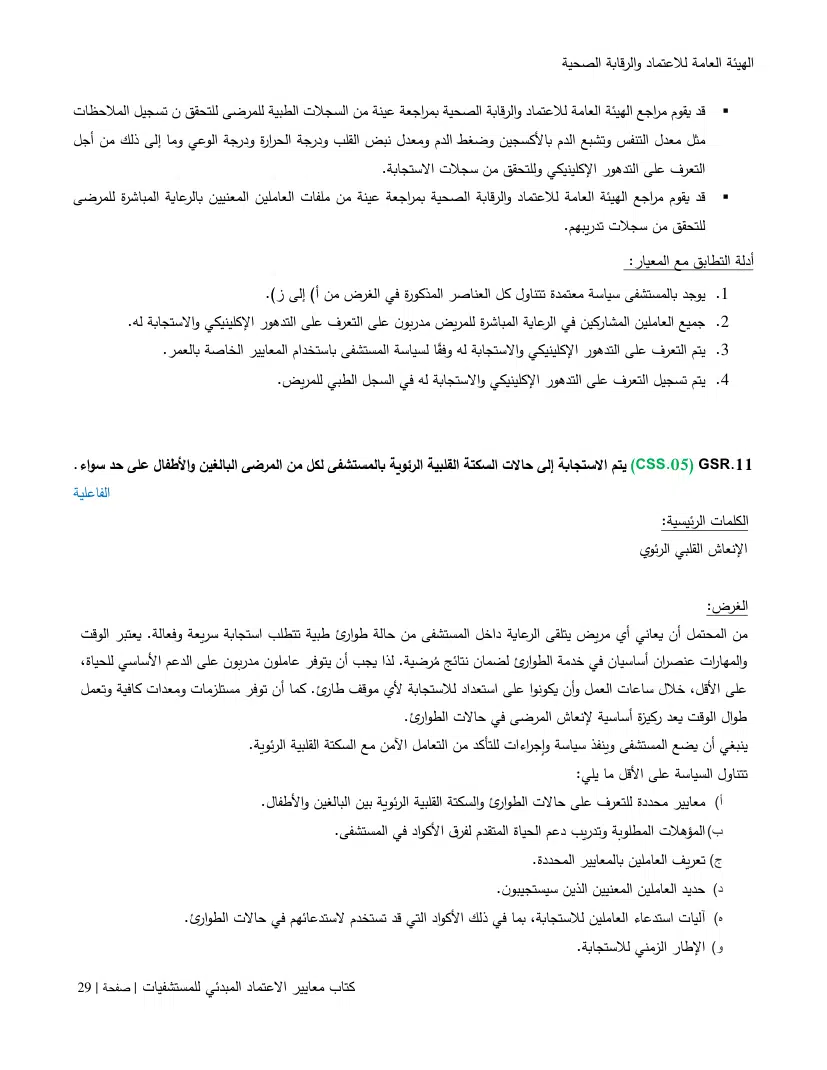 الهيئة العامة للاعتماد والرقابة الصحية
▪ قد يقوم مراجع الهيئة العامة للاعتماد والرقابة الصحية بمراجعة عينة من السجلات الطبية للمرضى للتحقق ن تسجيل الملاحظات
مثل معدل التنفس وتشبع الدم بالأكسجين وضغط الدم ومعدل نبض القلب ودرجة الحرارة ودرجة الوعي وما إلى ذلك من أجل
التعرف على التدهور الإكلينيكي وللتحقق من سجلات الاستجابة.
▪ قد يقوم مراجع الهيئة العامة للاعتماد والرقابة الصحية بمراجعة عينة من ملفات العاملين المعنيين بالرعاية المباشرة للمرضى
للتحقق من سجلات تدريبهم.
أدلة التطابق مع المعيار:
1. يوجد بالمستشفى سياسة معتمدة تتناول كل العناصر المذكورة في الغرض من أ) إلى ز).
2. جميع العاملين المشاركين في الرعاية المباشرة للمريض مدربون على التعرف على التدهور الإكلينيكي والاستجابة له.
3. يتم التعرف على التدهور الإكلينيكي والاستجابة له وفقًا لسياسة المستشفى باستخدام المعايير الخاصة بالعمر.
4. يتم تسجيل التعرف على التدهور الإكلينيكي والاستجابة له في السجل الطبي للمريض.
GSR.11 (CSS.05) يتم الاستجابة إلى حالات السكتة القلبية الرئوية بالمستشفى لكل من المرضى البالغين والأطفال على حد سواء.
الفاعلية
الكلمات الرئيسية:
الإنعاش القلبي الرئوي
الغرض:
من المحتمل أن يعاني أي مريض يتلقى الرعاية داخل المستشفى من حالة طوارئ طبية تتطلب استجابة سريعة وفعالة. يعتبر الوقت
والمهارات عنصران أساسيان في خدمة الطوارئ لضمان نتائج مُرضية. لذا يجب أن يتوفر عاملون مدربون على الدعم الأساسي للحياة،
على الأقل، خلال ساعات العمل وأن يكونوا على استعداد للاستجابة لأي موقف طارئ. كما أن توفر مستلزمات ومعدات كافية وتعمل
طوال الوقت يعد ركيزة أساسية لإنعاش المرضى في حالات الطوارئ.
ينبغي أن يضع المستشفى وينفذ سياسة وإجراءات للتأكد من التعامل الآمن مع السكتة القلبية الرئوية.
تتناول السياسة على الأقل ما يلي:
أ) معايير محددة للتعرف على حالات الطوارئ والسكتة القلبية الرئوية بين البالغين والأطفال.
ب) المؤهلات المطلوبة وتدريب دعم الحياة المتقدم لفرق الأكواد في المستشفى.
ج) تعريف العاملين بالمعايير المحددة.
د) حديد العاملين المعنيين الذين سيستجيبون.
ه) آليات استدعاء العاملين للاستجابة، بما في ذلك الأكواد التي قد تستخدم لاستدعائهم في حالات الطوارئ.
و) الإطار الزمني للاستجابة.
كتاب معايير الاعتماد المبدئي للمستشفيات | صفحة | 29